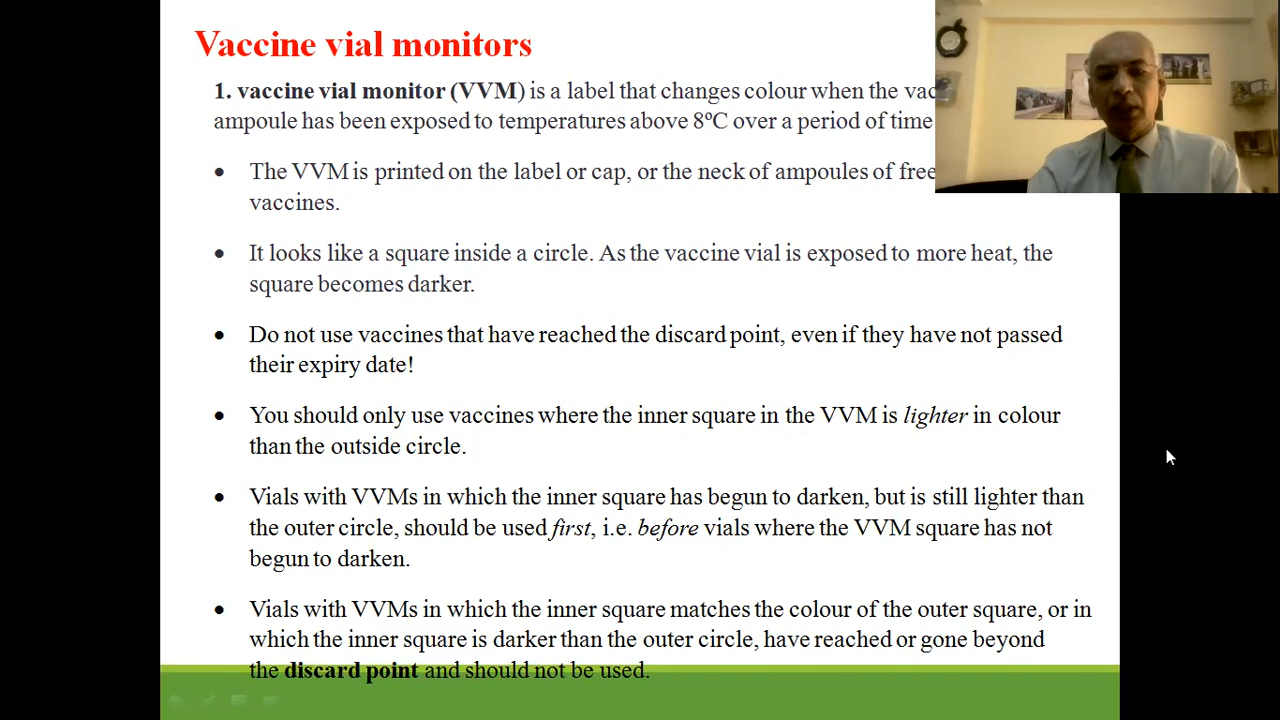 Vaccine vial monitors
1. vaccine vial monitor (VVM) is a label that changes colour when the
ampoule has been exposed to temperatures above 8ºC over a period of time
The VVM is printed on the label or cap, or the neck of ampoules of
vaccines.
It looks like a square inside a circle. As the vaccine vial is exposed to more heat, the
square becomes darker.
Do not use vaccines that have reached the discard point, even if they have not passed
their expiry date!
You should only use vaccines where the inner square in the VVM is lighter in colour
than the outside circle.
Vials with VVMs in which the inner square has begun to darken, but is still lighter than
the outer circle, should be used first, i.e. before vials where the VVM square has not
begun to darken.
Vials with VVMs in which the inner square matches the colour of the outer square, or in
which the inner square is darker than the outer circle, have reached or gone beyond
the discard point and should not be used.